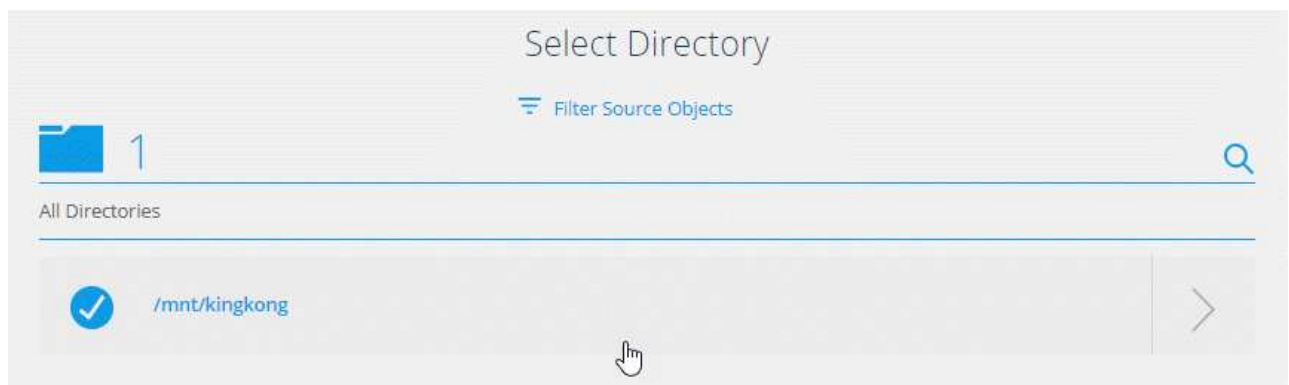 Select Directory
Filter Source Objects
1
All Directories
/mnt/kingkong